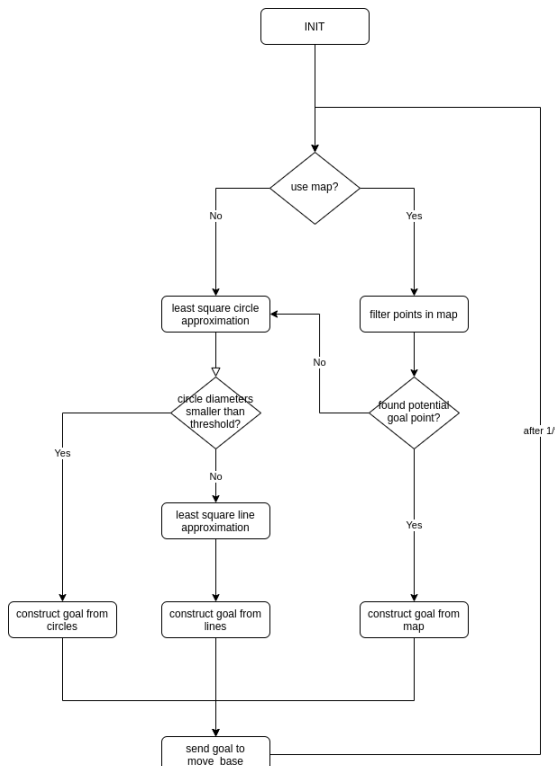 INIT
use map?
No
Yes
least square circle
approximation
filter points in map
No
circle diameters
smaller than
threshold?
found potential
goal point?
after 1/
Yes
No
least square line
approximation
Yes
construct goal from
circles
construct goal from
lines
construct goal from
map
send goal to
move_base